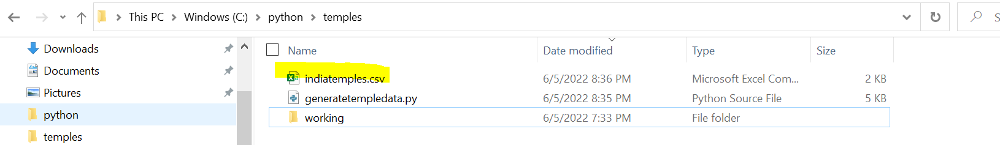 This PC > Windows (C:) > python > temples S
Downloads
Documents
Pictures
python
temples
Name Date modified Type Size
indiatemples.csv 6/5/2022 8:36 PM Microsoft Excel Com... 2 KB
generatetempledata.py 6/5/2022 8:35 PM Python Source File 5 KB
working 6/5/2022 7:33 PM File folder